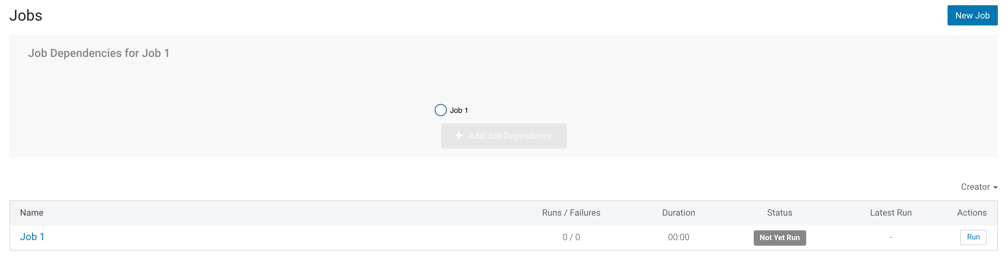 Jobs
New Job
Job Dependencies for Job 1
Job 1
+ Add Job Dependency
Creator
Name Runs / Failures Duration Status Latest Run Actions
Job 1 0 / 0 00:00 Not Yet Run - Run